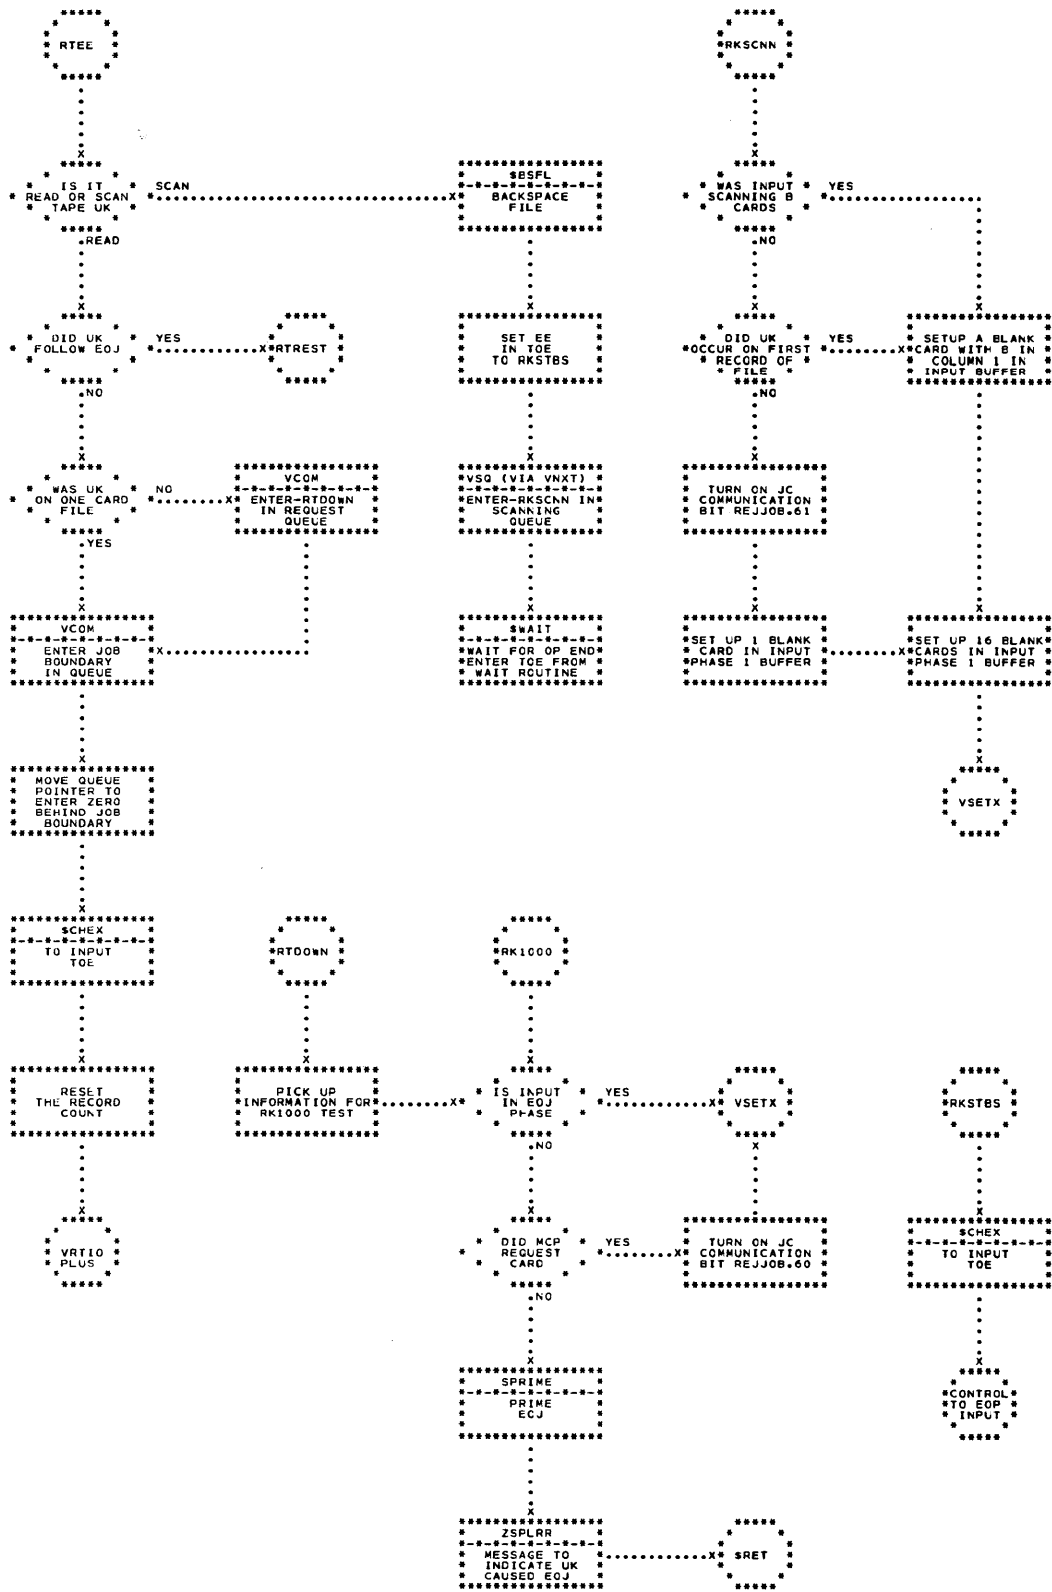 RTEE
RKSCNN
IS IT
READ OR SCAN
TAPE UK
SCAN
READ
$BSFL
BACKSPACE
FILE
WAS INPUT
SCANNING B
CARDS
YES
NO
DID UK
FOLLOW EOJ
YES
NO
RTREST
SET EE
IN TOE
TO RKSTBS
DID UK
OCCUR ON FIRST
RECORD OF
FILE
YES
NO
SETUP A BLANK
CARD WITH B IN
COLUMN 1 IN
INPUT BUFFER
WAS UK
ON ONE CARD
FILE
NO
YES
VCOM
ENTER-RTDOWN
IN REQUEST
QUEUE
VSQ (VIA VNXT)
ENTER-RKSCNN IN
SCANNING
QUEUE
TURN ON JC
COMMUNICATION
BIT REJJOB.61
VCOM
ENTER JOB
BOUNDARY
IN QUEUE
$WAIT
WAIT FOR OP END
ENTER TOE FROM
WAIT ROUTINE
SET UP 1 BLANK
CARD IN INPUT
PHASE 1 BUFFER
SET UP 16 BLANK
CARDS IN INPUT
PHASE 1 BUFFER
MOVE QUEUE
POINTER TO
ENTER ZERO
BEHIND JOB
BOUNDARY
VSETX
$CHEX
TO INPUT
TOE
RTDOWN
RK1000
RESET
THE RECORD
COUNT
PICK UP
INFORMATION FOR
RK1000 TEST
IS INPUT
IN EOJ
PHASE
YES
NO
VSETX
RKSTBS
VRTIO
PLUS
DID MCP
REQUEST
CARD
YES
NO
TURN ON JC
COMMUNICATION
BIT REJJOB.60
$CHEX
TO INPUT
TOE
SPRIME
PRIME
EOJ
CONTROL
TO EOP
INPUT
ZSPLRR
MESSAGE TO
INDICATE UK
CAUSED EOJ
$RET